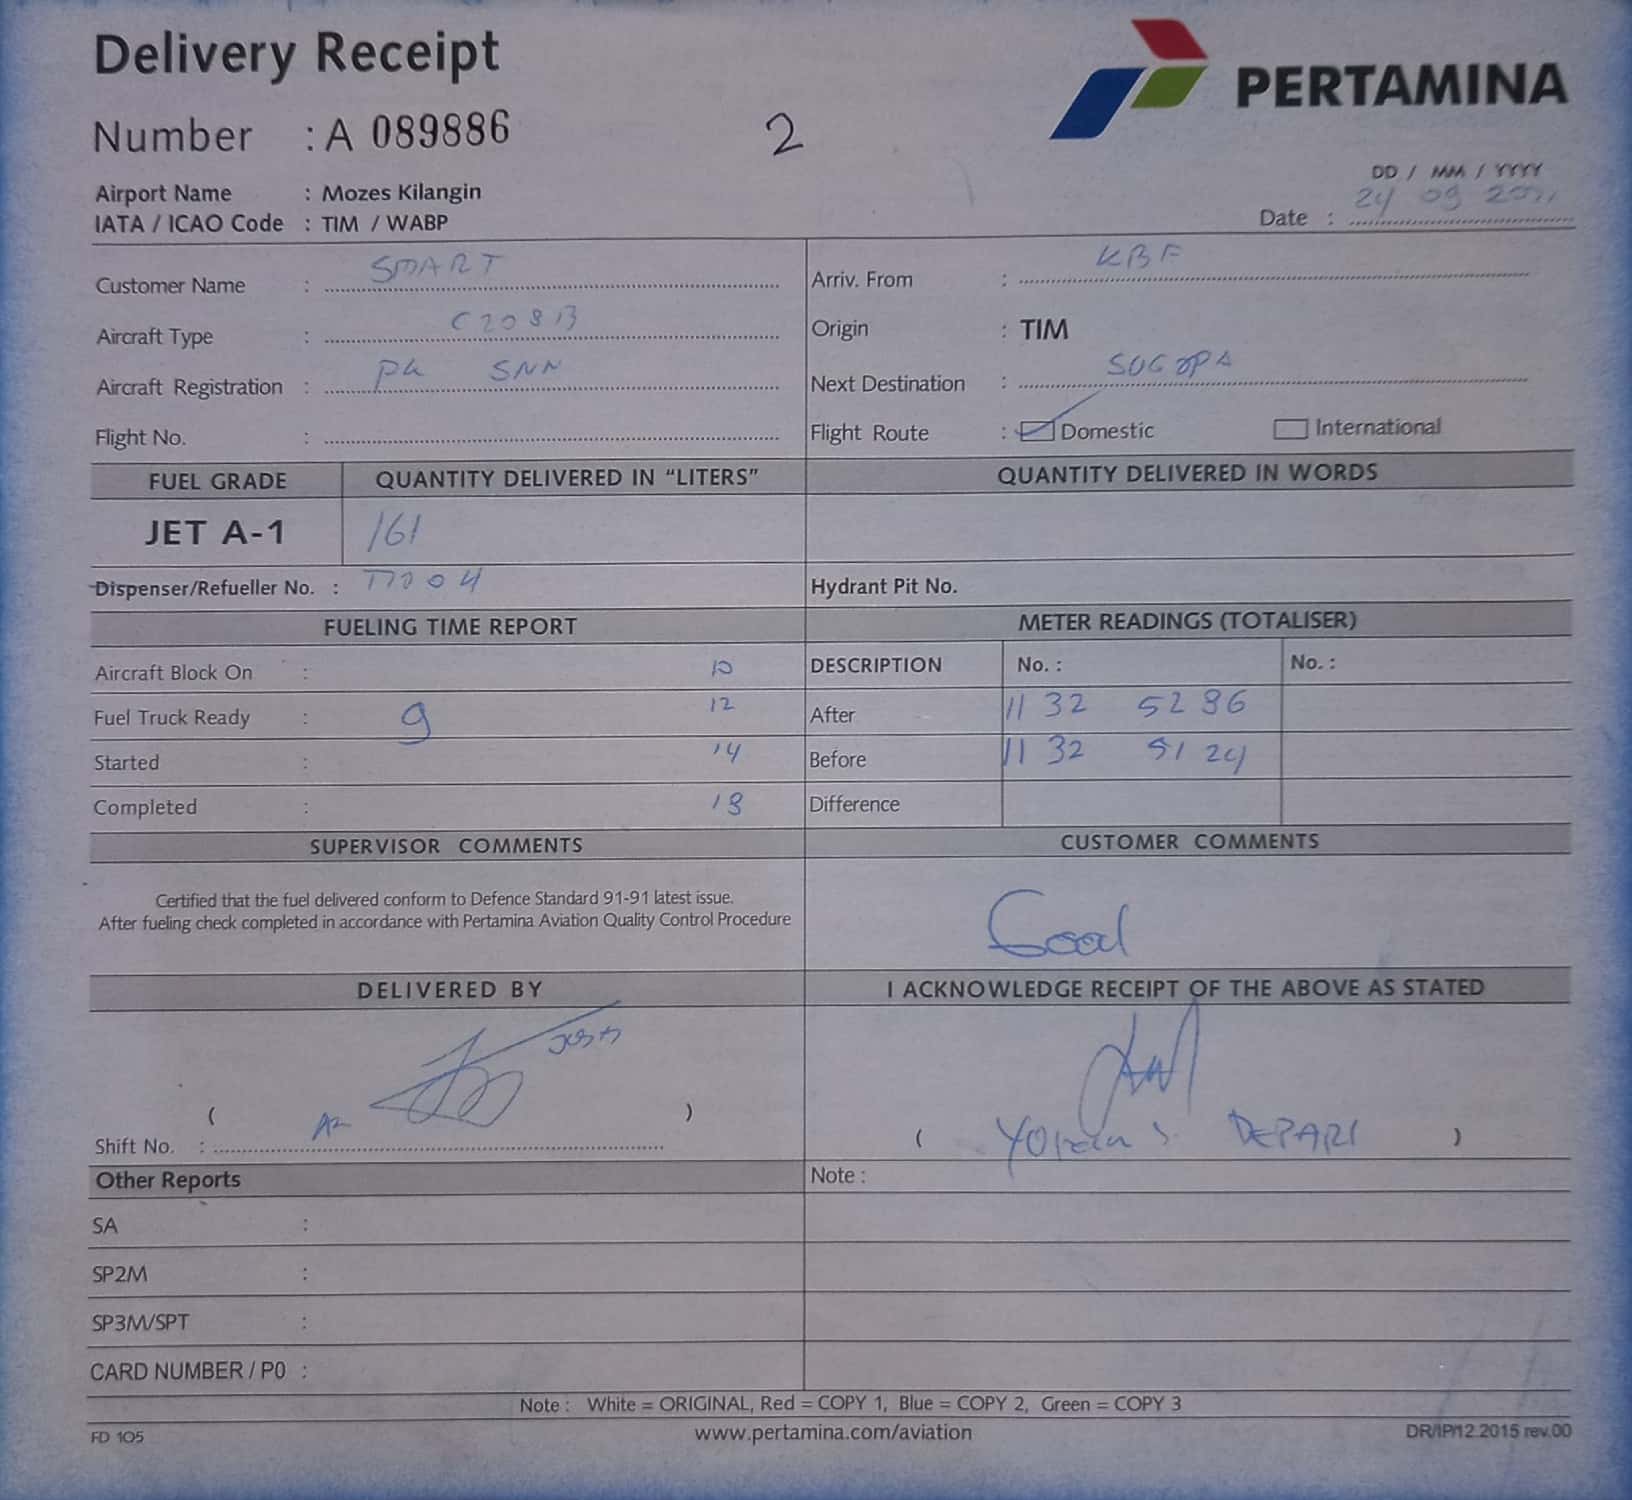 Delivery Receipt
PERTAMINA
Number : A 089886
2
DD / MM / YYYY
Airport Name : Mozes Kilangin
IATA / ICAO Code : TIM / WABP
Date : 24 09
Customer Name : SMART
Arriv. From : KBF
Aircraft Type : C208B
Origin : TIM
Aircraft Registration : PK SNN
Next Destination : SUGAPA
Flight No. :
Flight Route : Domestic International
FUEL GRADE QUANTITY DELIVERED IN “LITERS” QUANTITY DELIVERED IN WORDS
JET A-1 161
Dispenser/Refueller No. : Hydrant Pit No.
FUELING TIME REPORT METER READINGS (TOTALISER)
Aircraft Block On : 10 DESCRIPTION No. : No. :
Fuel Truck Ready : 9 12 After 11 32 52 86
Started : 14 Before 11 32 51 24
Completed : 18 Difference
SUPERVISOR COMMENTS CUSTOMER COMMENTS
Certified that the fuel delivered conform to Defence Standard 91-91 latest issue.
After fueling check completed in accordance with Pertamina Aviation Quality Control Procedure
Good
DELIVERED BY I ACKNOWLEDGE RECEIPT OF THE ABOVE AS STATED
( )
Shift No. :
( DEPARI )
Other Reports Note :
SA :
SP2M :
SP3M/SPT :
CARD NUMBER / P0 :
Note : White = ORIGINAL, Red = COPY 1, Blue = COPY 2, Green = COPY 3
FD 105 www.pertamina.com/aviation DR/IP/12.2015 rev.00